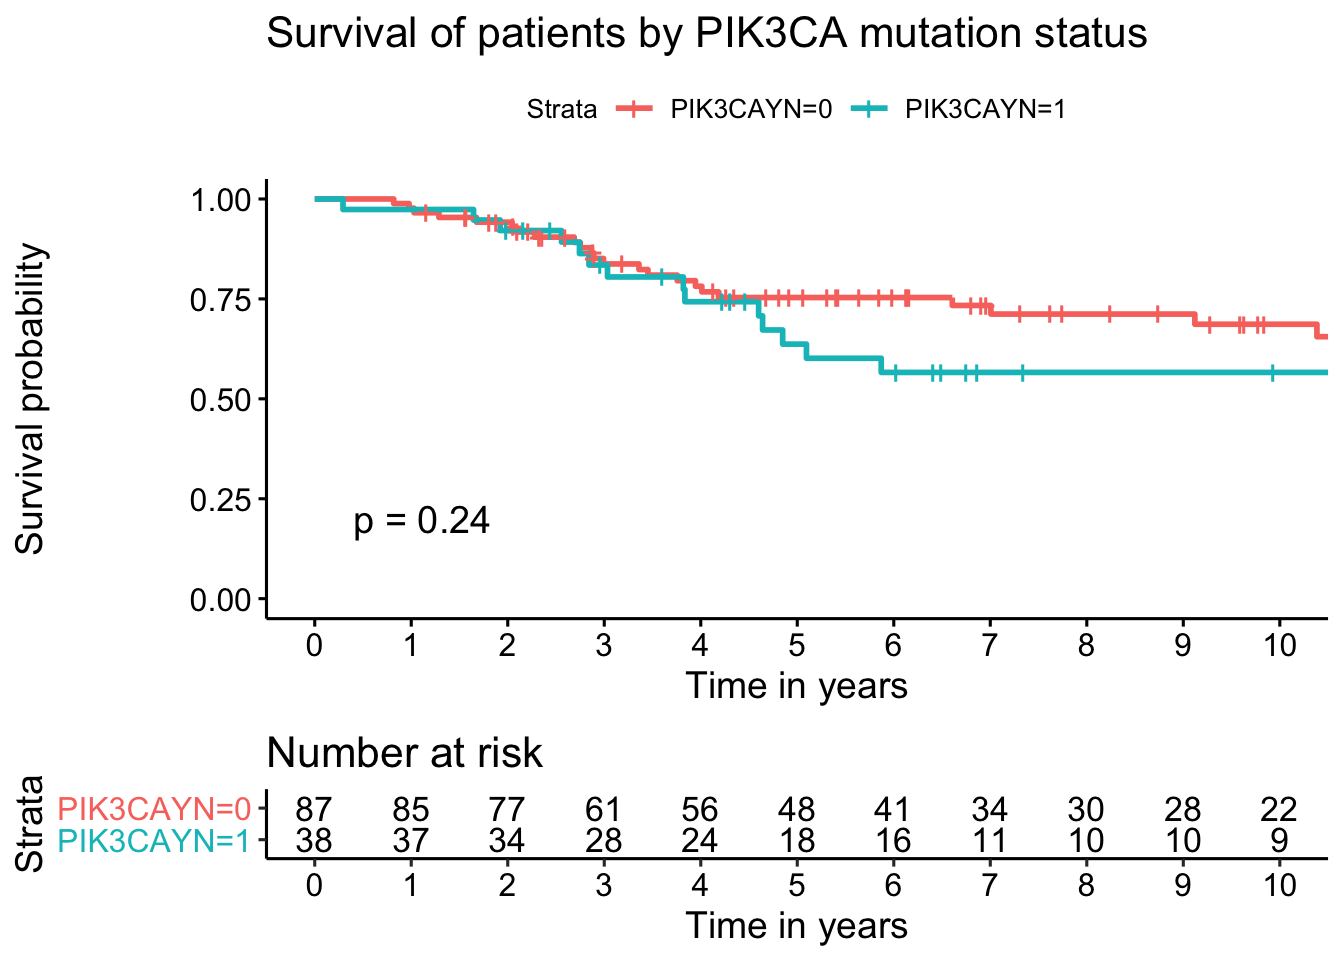 Survival of patients by PIK3CA mutation status
Strata PIK3CAYN=0 PIK3CAYN=1
Survival probability
1.00
0.75
0.50
0.25
0.00
p = 0.24
0 1 2 3 4 5 6 7 8 9 10
Time in years
Number at risk
Strata
PIK3CAYN=0 87 85 77 61 56 48 41 34 30 28 22
PIK3CAYN=1 38 37 34 28 24 18 16 11 10 10 9
0 1 2 3 4 5 6 7 8 9 10
Time in years